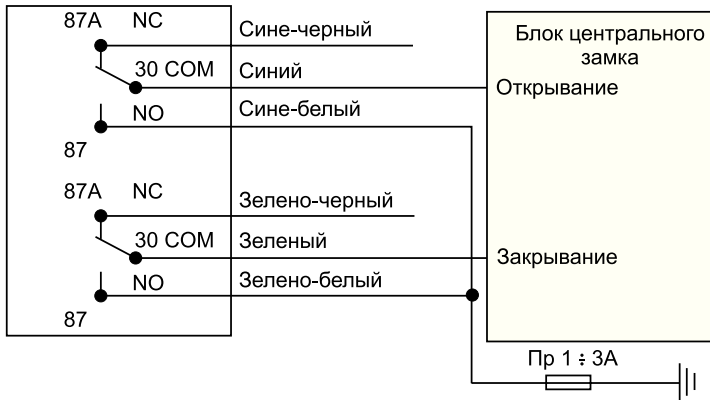 87A NC
Сине-черный
30 COM
Синий
NO
Сине-белый
87
87A NC
Зелено-черный
30 COM
Зеленый
NO
Зелено-белый
87
Блок центрального
замка
Открывание
Закрывание
Пр 1 ÷ 3А